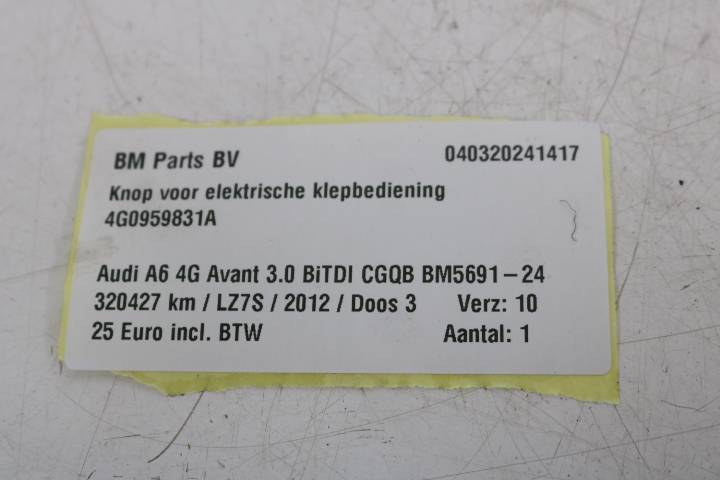 BM Parts BV 040320241417
Knop voor elektrische klepbediening
4G0959831A
Audi A6 4G Avant 3.0 BiTDI CGQB BM5691-24
320427 km / LZ7S / 2012 / Doos 3 Verz: 10
25 Euro incl. BTW Aantal: 1